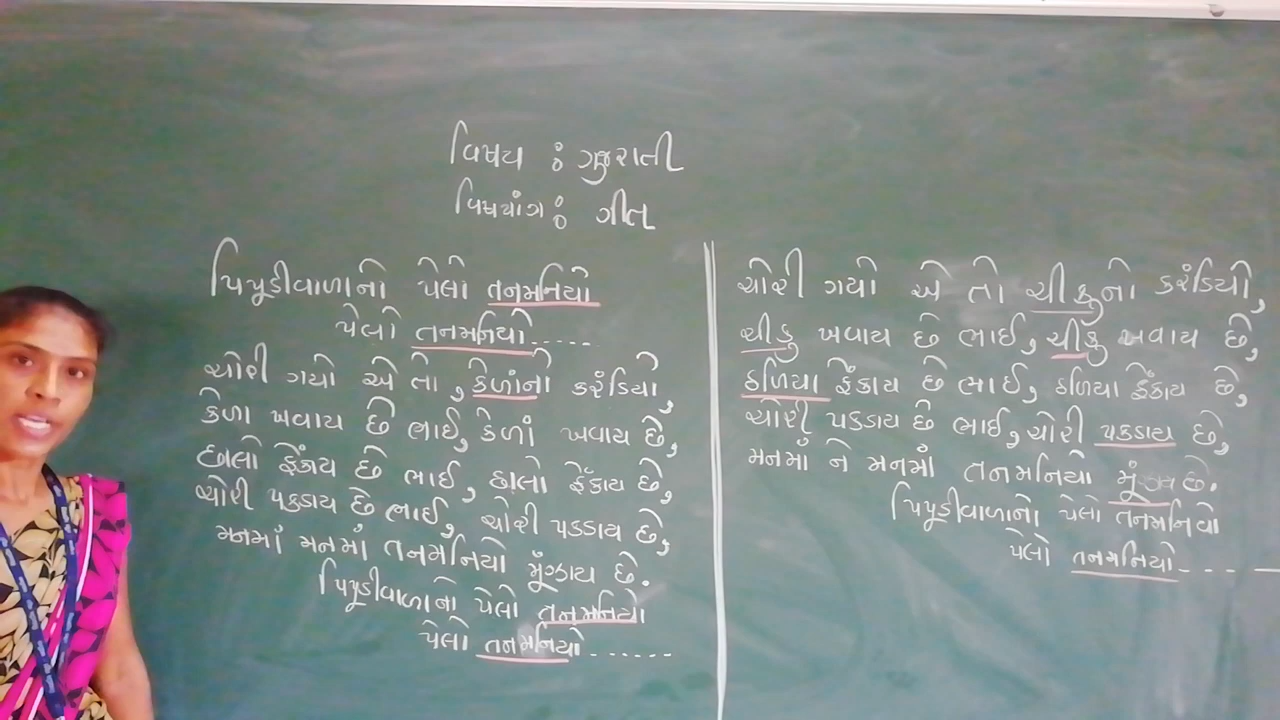 વિષય : ગુજરાતી
વિષયાંગ : ગીત
પિપૂડીવાળાનો પેલો તનમનિયો
પેલો તનમનિયો.....
ચોરી ગયો એ તો, કેળાંનો કરંડિયો,
કેળા ખવાય છે ભાઈ, કેળાં ખવાય છે,
છાલો ફેંકાય છે ભાઈ, છાલો ફેંકાય છે,
ચોરી પકડાય છે ભાઈ, ચોરી પકડાય છે,
મનમાં મનમાં તનમનિયો મૂંઝાય છે.
પિપૂડીવાળાનો પેલો તનમનિયો
પેલો તનમનિયો.......
ચોરી ગયો એ તો ચીકુનો કરંડિયો,
ચીકુ ખવાય છે ભાઈ, ચીકુ ખવાય છે,
ઠળિયા ફેંકાય છે ભાઈ, ઠળિયા ફેંકાય છે,
ચોરી પકડાય છે ભાઈ, ચોરી પકડાય છે,
મનમાં ને મનમાં તનમનિયો મૂંઝાય છે.
પિપૂડીવાળાનો પેલો તનમનિયો
પેલો તનમનિયો.....